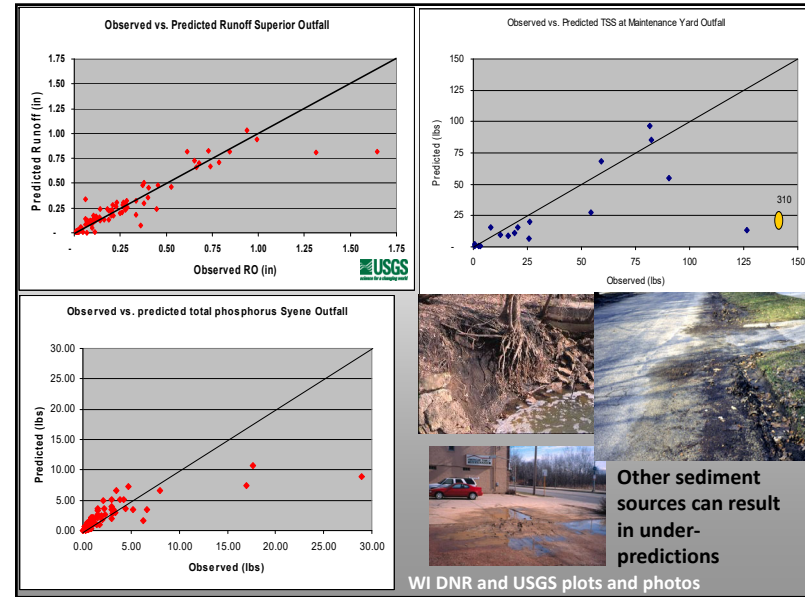 Observed vs. Predicted Runoff Superior Outfall
1.75
1.50
1.25
1.00
0.75
0.50
0.25
-
Predicted Runoff (in)
- 0.25 0.50 0.75 1.00 1.25 1.50 1.75
Observed RO (in)
USGS
science for a changing world
Observed vs. Predicted TSS at Maintenance Yard Outfall
150
125
100
75
50
25
-
Predicted (lbs)
310
0 25 50 75 100 125 150
Observed (lbs)
Observed vs. predicted total phosphorus Syene Outfall
30.00
25.00
20.00
15.00
10.00
5.00
0.00
Predicted (lbs)
0.00 5.00 10.00 15.00 20.00 25.00 30.00
Observed (lbs)
Other sediment
sources can result
in under-
predictions
WI DNR and USGS plots and photos